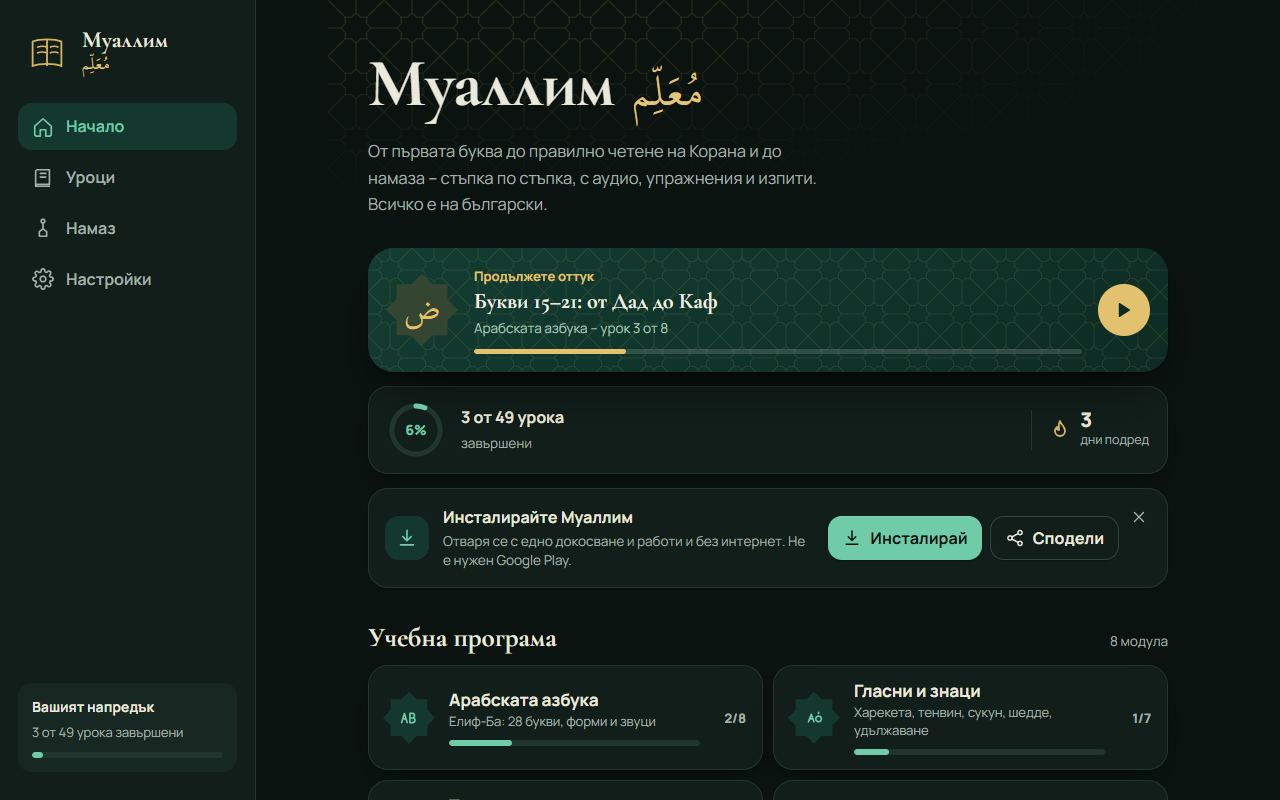 Муаллим
مُعَلِّم
Начало
Уроци
Намаз
Настройки
Вашият напредък
3 от 49 урока завършени
Муаллим مُعَلِّم
От първата буква до правилно четене на Корана и до
намаза – стъпка по стъпка, с аудио, упражнения и изпити.
Всичко е на български.
ض
Продължете оттук
Букви 15–21: от Дад до Каф
Арабската азбука – урок 3 от 8
6%
3 от 49 урока
завършени
3
дни подред
Инсталирайте Муаллим
Отваря се с едно докосване и работи и без интернет. Не
е нужен Google Play.
Инсталирай
Сподели
Учебна програма
8 модула
АВ
Арабската азбука
Елиф-Ба: 28 букви, форми и звуци
2/8
Гласни и знаци
Харекета, тенвин, сукун, шедде,
удължаване
1/7